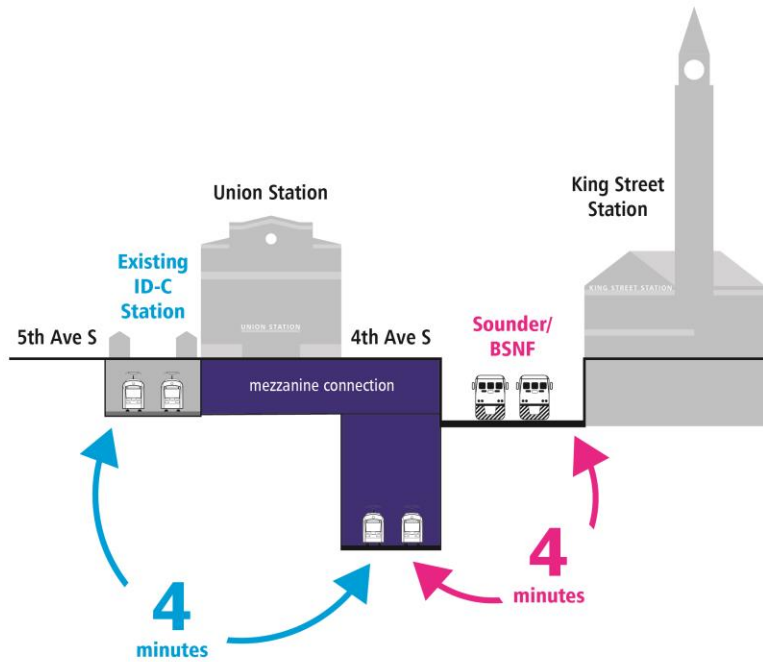 King Street
Station
Union Station
Existing
ID-C
Station
KING STREET STATION
UNION STATION
5th Ave S
4th Ave S
Sounder/
BSNF
mezzanine connection
4
minutes
4
minutes